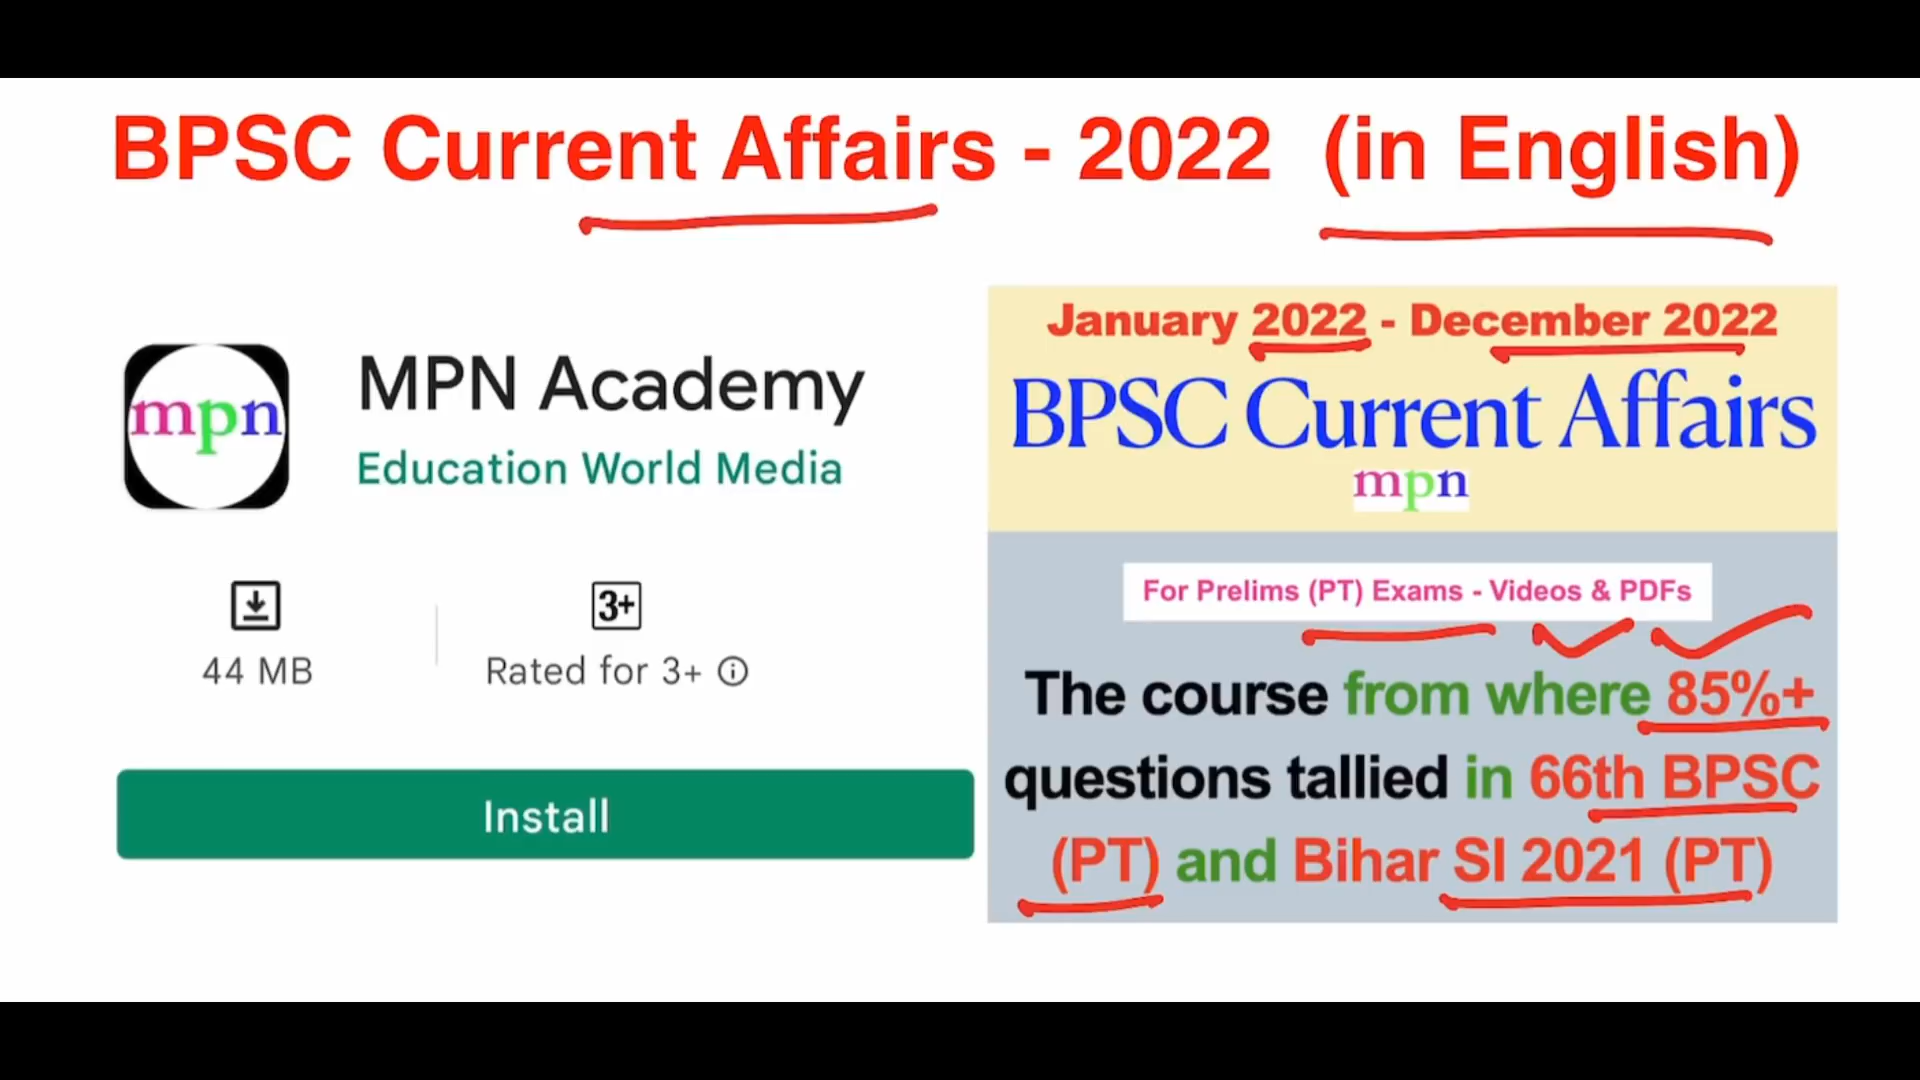 BPSC Current Affairs - 2022 (in English)
mpn
MPN Academy
Education World Media
44 MB
3+
Rated for 3+
Install
January 2022 - December 2022
BPSC Current Affairs
mpn
For Prelims (PT) Exams - Videos & PDFs
The course from where 85%+
questions tallied in 66th BPSC
(PT) and Bihar SI 2021 (PT)